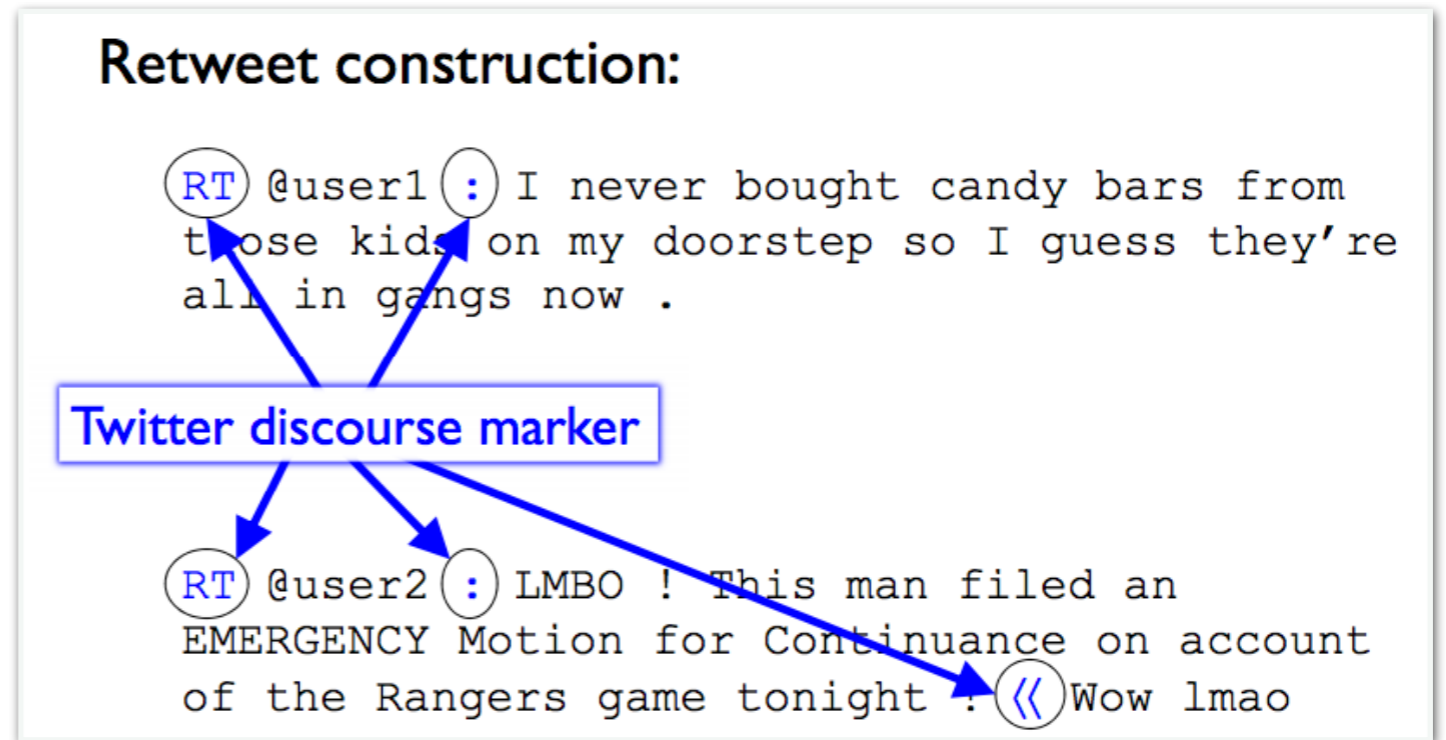 Retweet construction:
RT @user1 : I never bought candy bars from
those kids on my doorstep so I guess they’re
all in gangs now .
Twitter discourse marker
RT @user2 : LMBO ! This man filed an
EMERGENCY Motion for Continuance on account
of the Rangers game tonight ! 《 Wow lmao